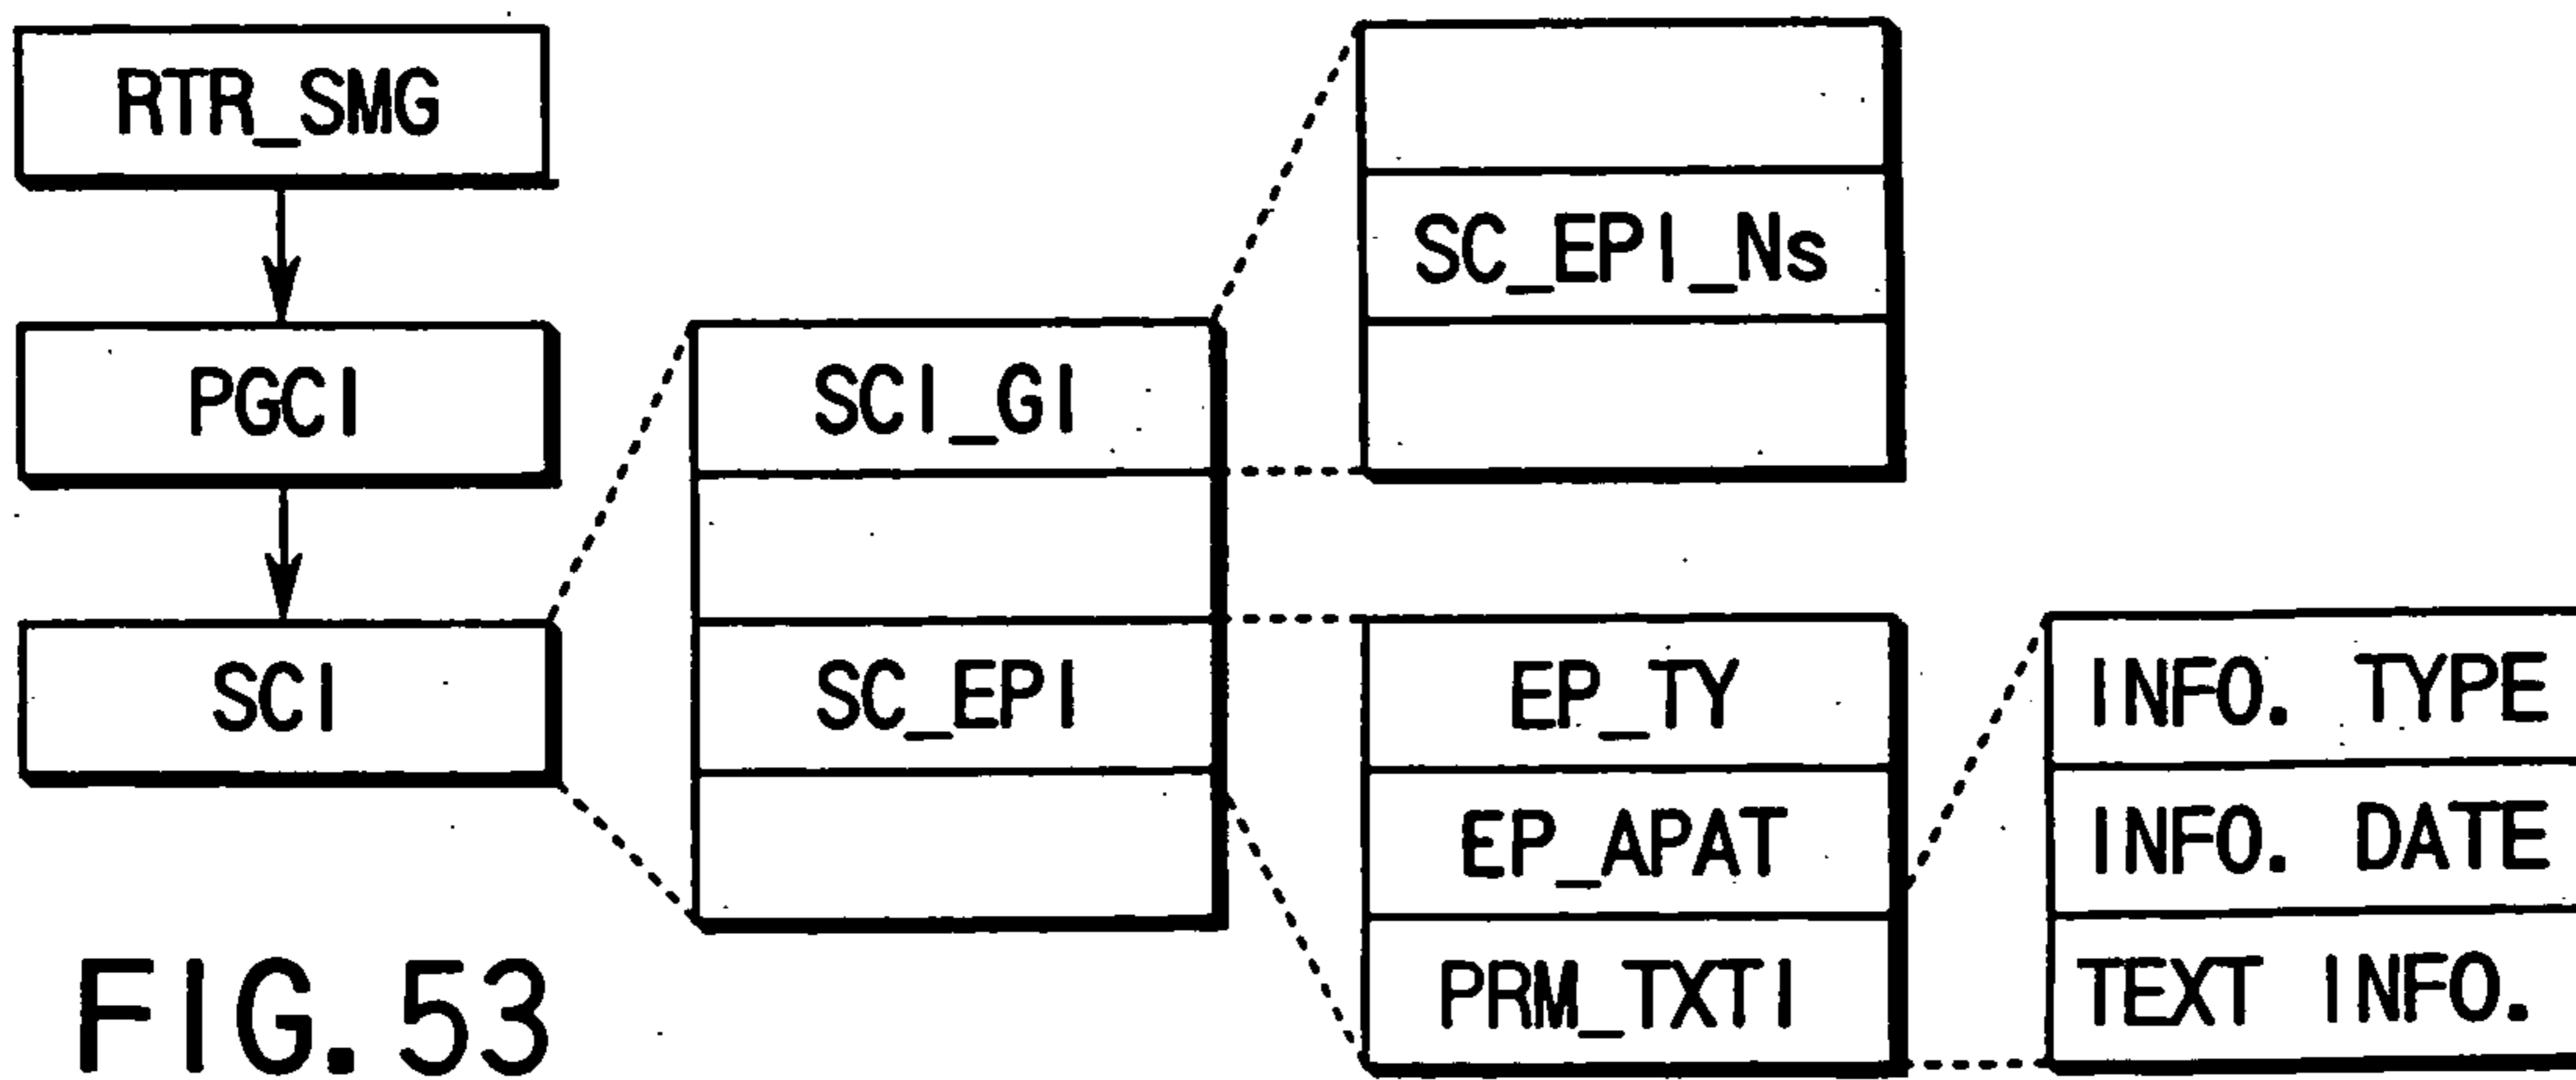 RTR_SMG
PGCI
SCI
SCI_GI
SC_EPI
SC_EPI_Ns
EP_TY
EP_APAT
PRM_TXTI
INFO. TYPE
INFO. DATE
TEXT INFO.
FIG. 53